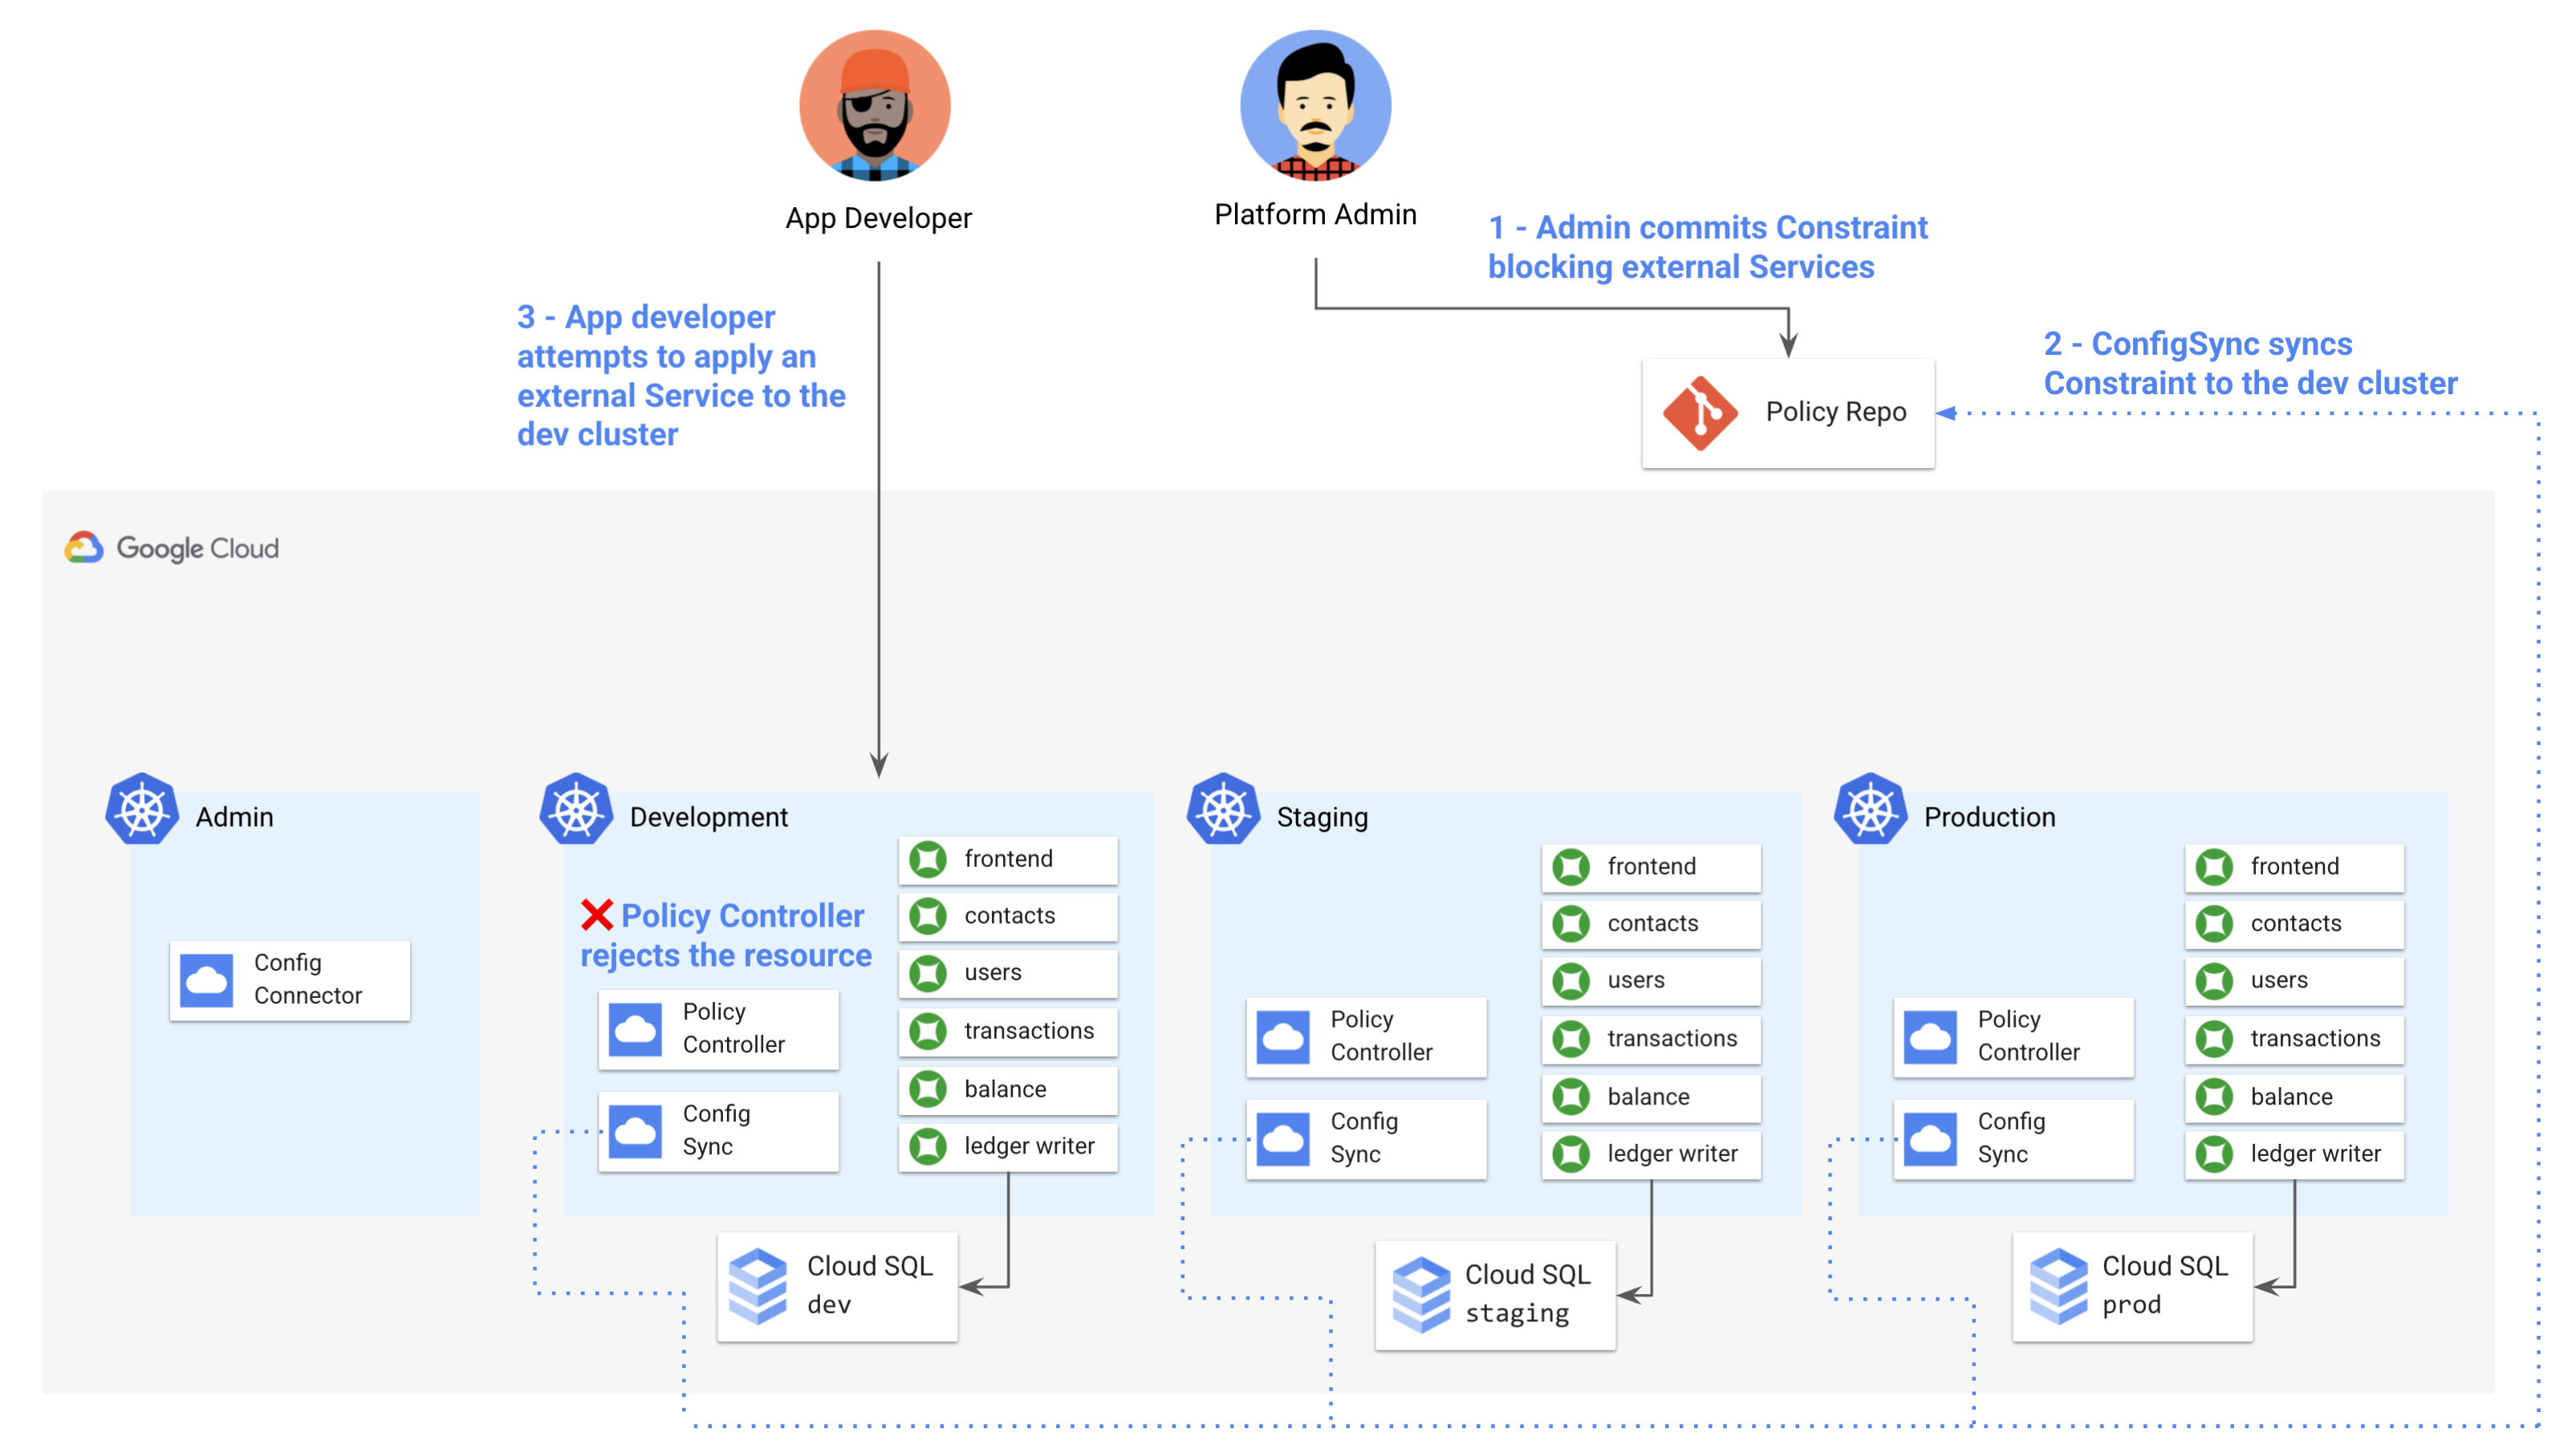 App Developer
Platform Admin
1 - Admin commits Constraint
blocking external Services
3 - App developer
attempts to apply an
external Service to the
dev cluster
2 - ConfigSync syncs
Constraint to the dev cluster
Policy Repo
Google Cloud
Admin
Config
Connector
Development
Policy Controller
rejects the resource
Policy
Controller
Config
Sync
frontend
contacts
users
transactions
balance
ledger writer
Cloud SQL
dev
Staging
Policy
Controller
Config
Sync
frontend
contacts
users
transactions
balance
ledger writer
Cloud SQL
staging
Production
Policy
Controller
Config
Sync
frontend
contacts
users
transactions
balance
ledger writer
Cloud SQL
prod